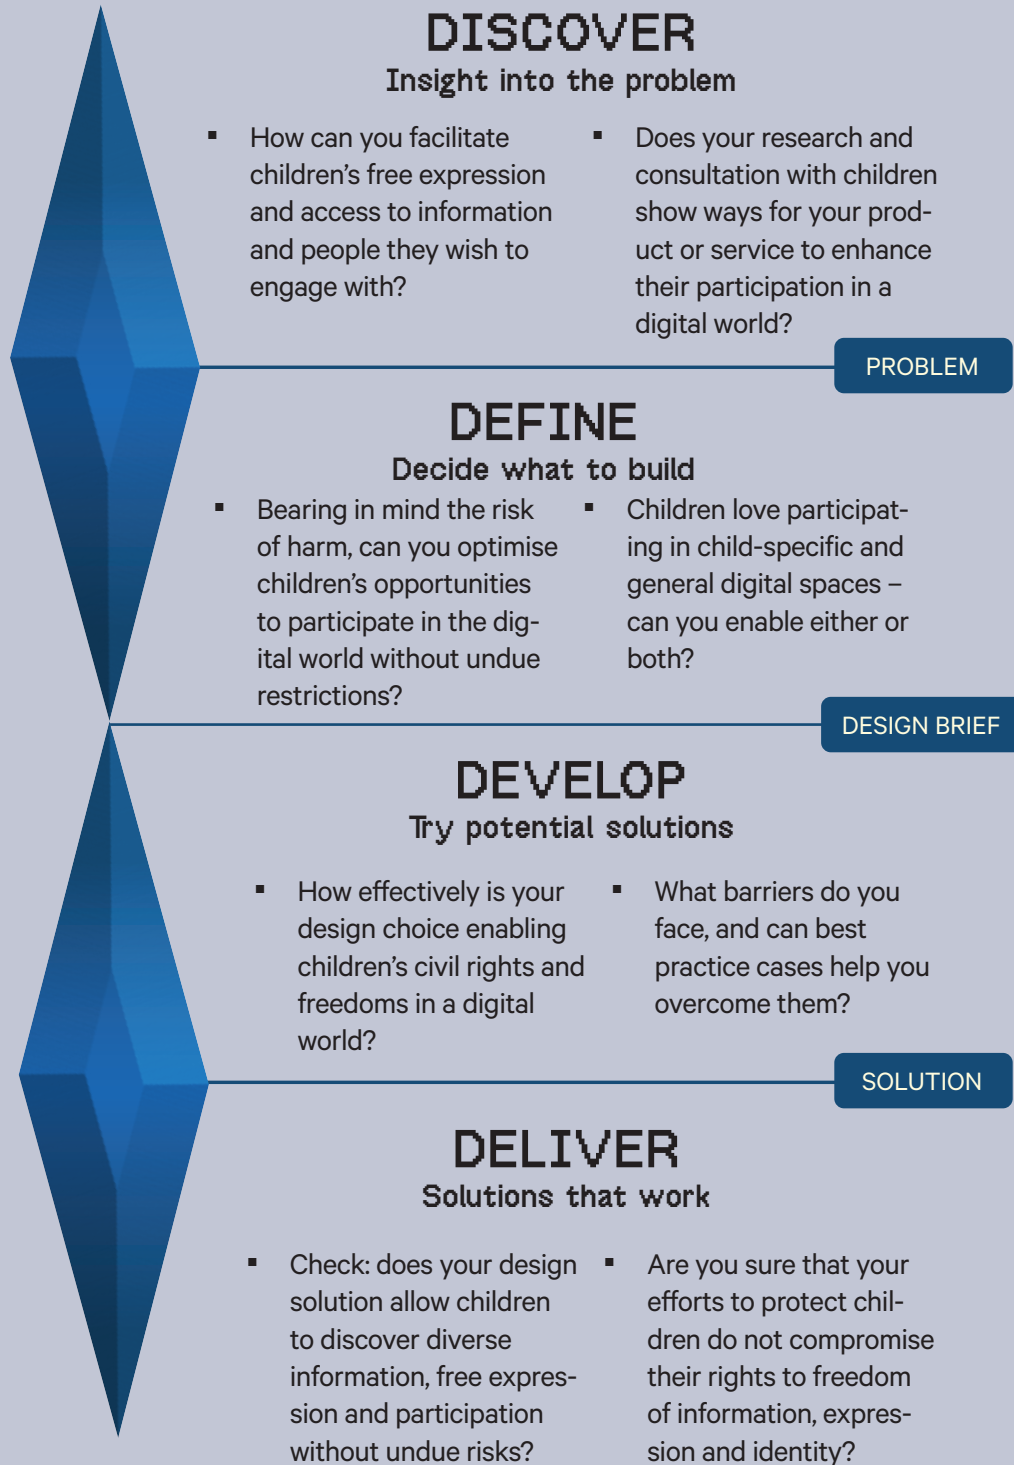 DISCOVER
Insight into the problem
▪ How can you facilitate
children’s free expression
and access to information
and people they wish to
engage with?
▪ Does your research and
consultation with children
show ways for your prod-
uct or service to enhance
their participation in a
digital world?
PROBLEM
DEFINE
Decide what to build
▪ Bearing in mind the risk
of harm, can you optimise
children’s opportunities
to participate in the dig-
ital world without undue
restrictions?
▪ Children love participat-
ing in child-specific and
general digital spaces –
can you enable either or
both?
DESIGN BRIEF
DEVELOP
Try potential solutions
▪ How effectively is your
design choice enabling
children’s civil rights and
freedoms in a digital
world?
▪ What barriers do you
face, and can best
practice cases help you
overcome them?
SOLUTION
DELIVER
Solutions that work
▪ Check: does your design
solution allow children
to discover diverse
information, free expres-
sion and participation
without undue risks?
▪ Are you sure that your
efforts to protect chil-
dren do not compromise
their rights to freedom
of information, expres-
sion and identity?